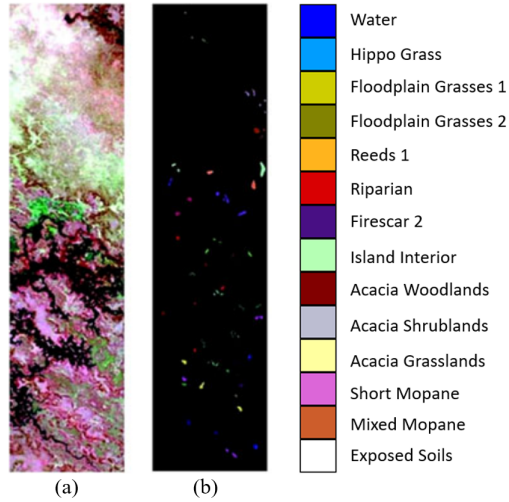 Water
Hippo Grass
Floodplain Grasses 1
Floodplain Grasses 2
Reeds 1
Riparian
Firescar 2
Island Interior
Acacia Woodlands
Acacia Shrublands
Acacia Grasslands
Short Mopane
Mixed Mopane
Exposed Soils
(a) (b)